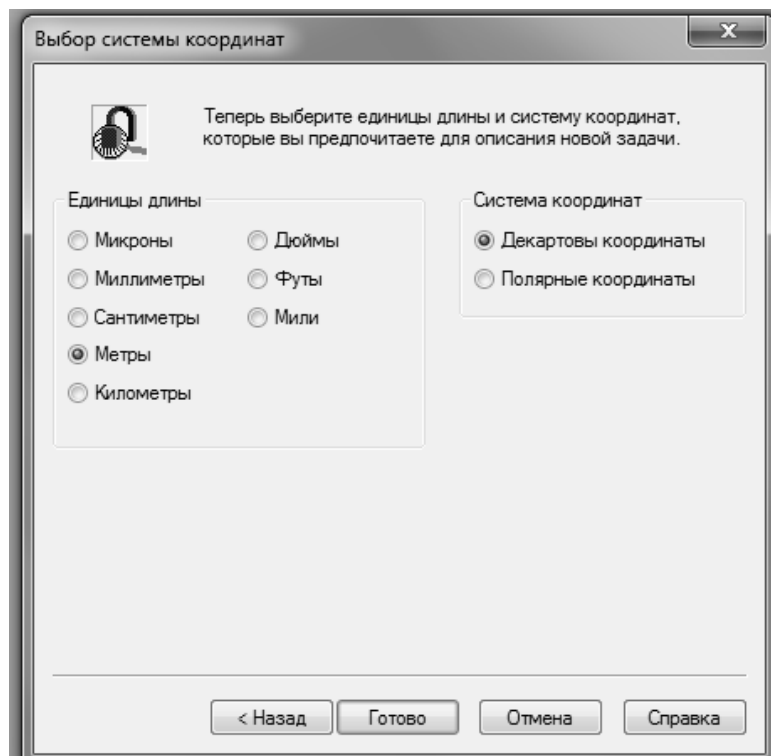 Выбор системы координат
x
Теперь выберите единицы длины и систему координат,
которые вы предпочитаете для описания новой задачи.
Единицы длины
Микроны
Дюймы
Миллиметры
Футы
Сантиметры
Мили
Метры
Километры
Система координат
Декартовы координаты
Полярные координаты
< Назад
Готово
Отмена
Справка